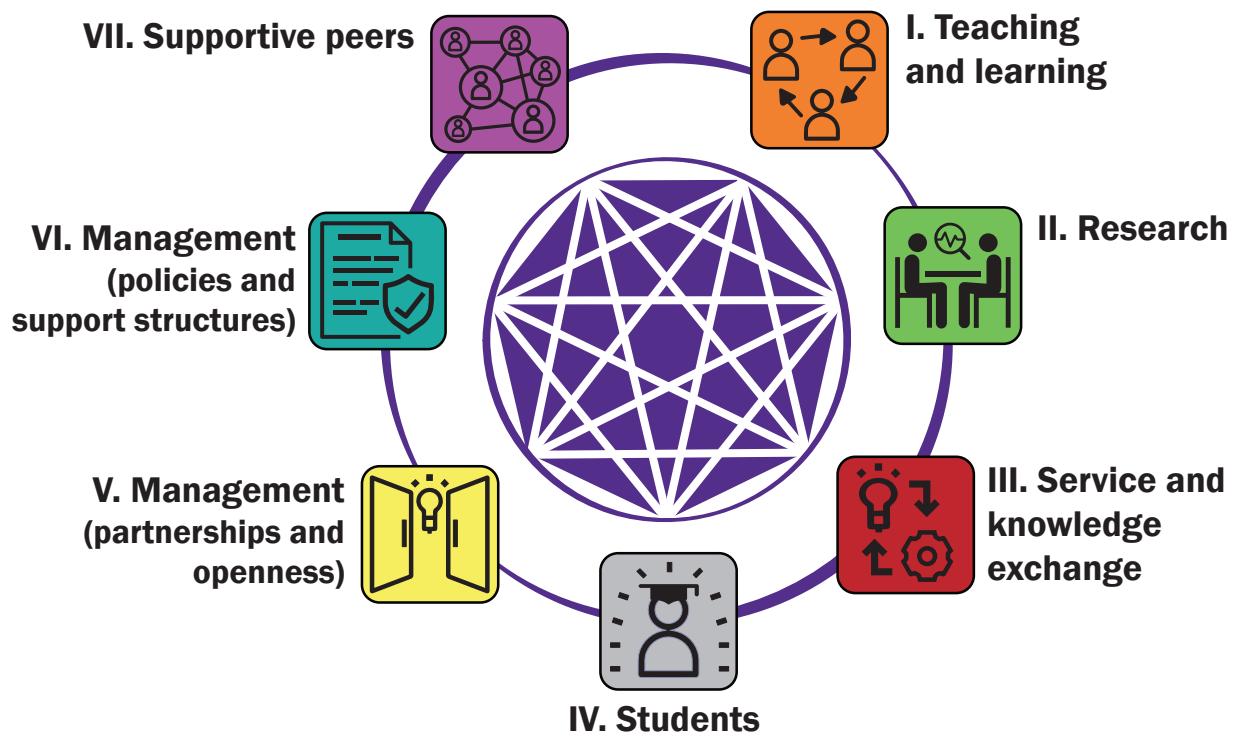 I. Teaching
and learning
II. Research
III. Service and
knowledge
exchange
IV. Students
V. Management
(partnerships and
openness)
VI. Management
(policies and
support structures)
VII. Supportive peers